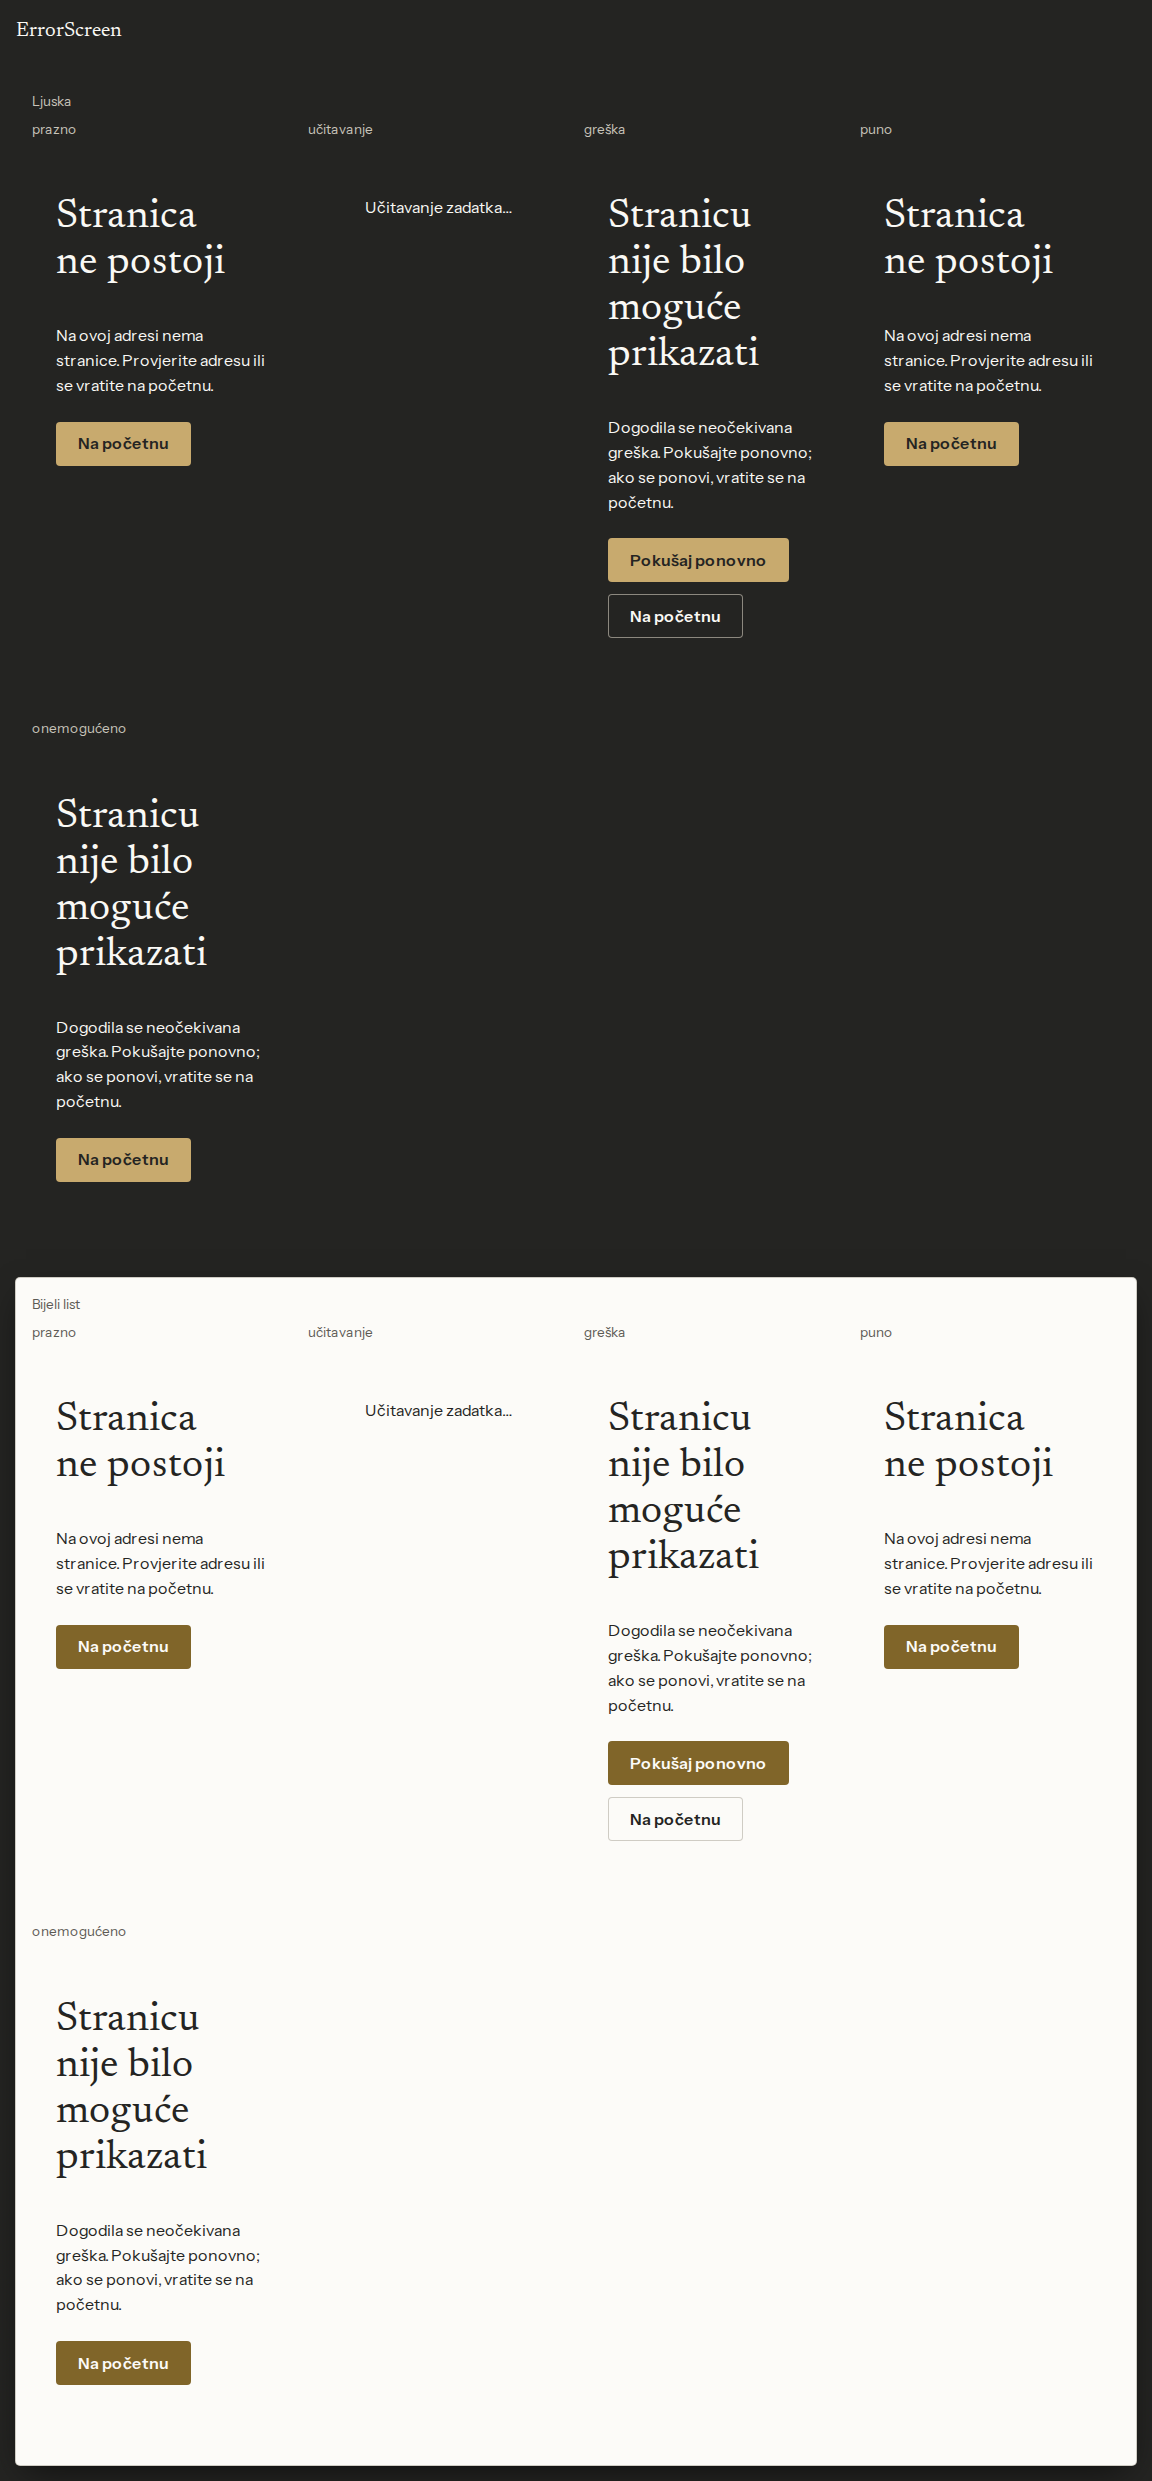 ErrorScreen
Ljuska
prazno
učitavanje
greška
puno
Stranica
ne postoji
Na ovoj adresi nema
stranice. Provjerite adresu ili
se vratite na početnu.
Na početnu
Učitavanje zadatka…
Stranicu
nije bilo
moguće
prikazati
Dogodila se neočekivana
greška. Pokušajte ponovno;
ako se ponovi, vratite se na
početnu.
Pokušaj ponovno
Na početnu
Stranica
ne postoji
Na ovoj adresi nema
stranice. Provjerite adresu ili
se vratite na početnu.
Na početnu
onemogućeno
Stranicu
nije bilo
moguće
prikazati
Dogodila se neočekivana
greška. Pokušajte ponovno;
ako se ponovi, vratite se na
početnu.
Na početnu
Bijeli list
prazno
učitavanje
greška
puno
Stranica
ne postoji
Na ovoj adresi nema
stranice. Provjerite adresu ili
se vratite na početnu.
Na početnu
Učitavanje zadatka…
Stranicu
nije bilo
moguće
prikazati
Dogodila se neočekivana
greška. Pokušajte ponovno;
ako se ponovi, vratite se na
početnu.
Pokušaj ponovno
Na početnu
Stranica
ne postoji
Na ovoj adresi nema
stranice. Provjerite adresu ili
se vratite na početnu.
Na početnu
onemogućeno
Stranicu
nije bilo
moguće
prikazati
Dogodila se neočekivana
greška. Pokušajte ponovno;
ako se ponovi, vratite se na
početnu.
Na početnu